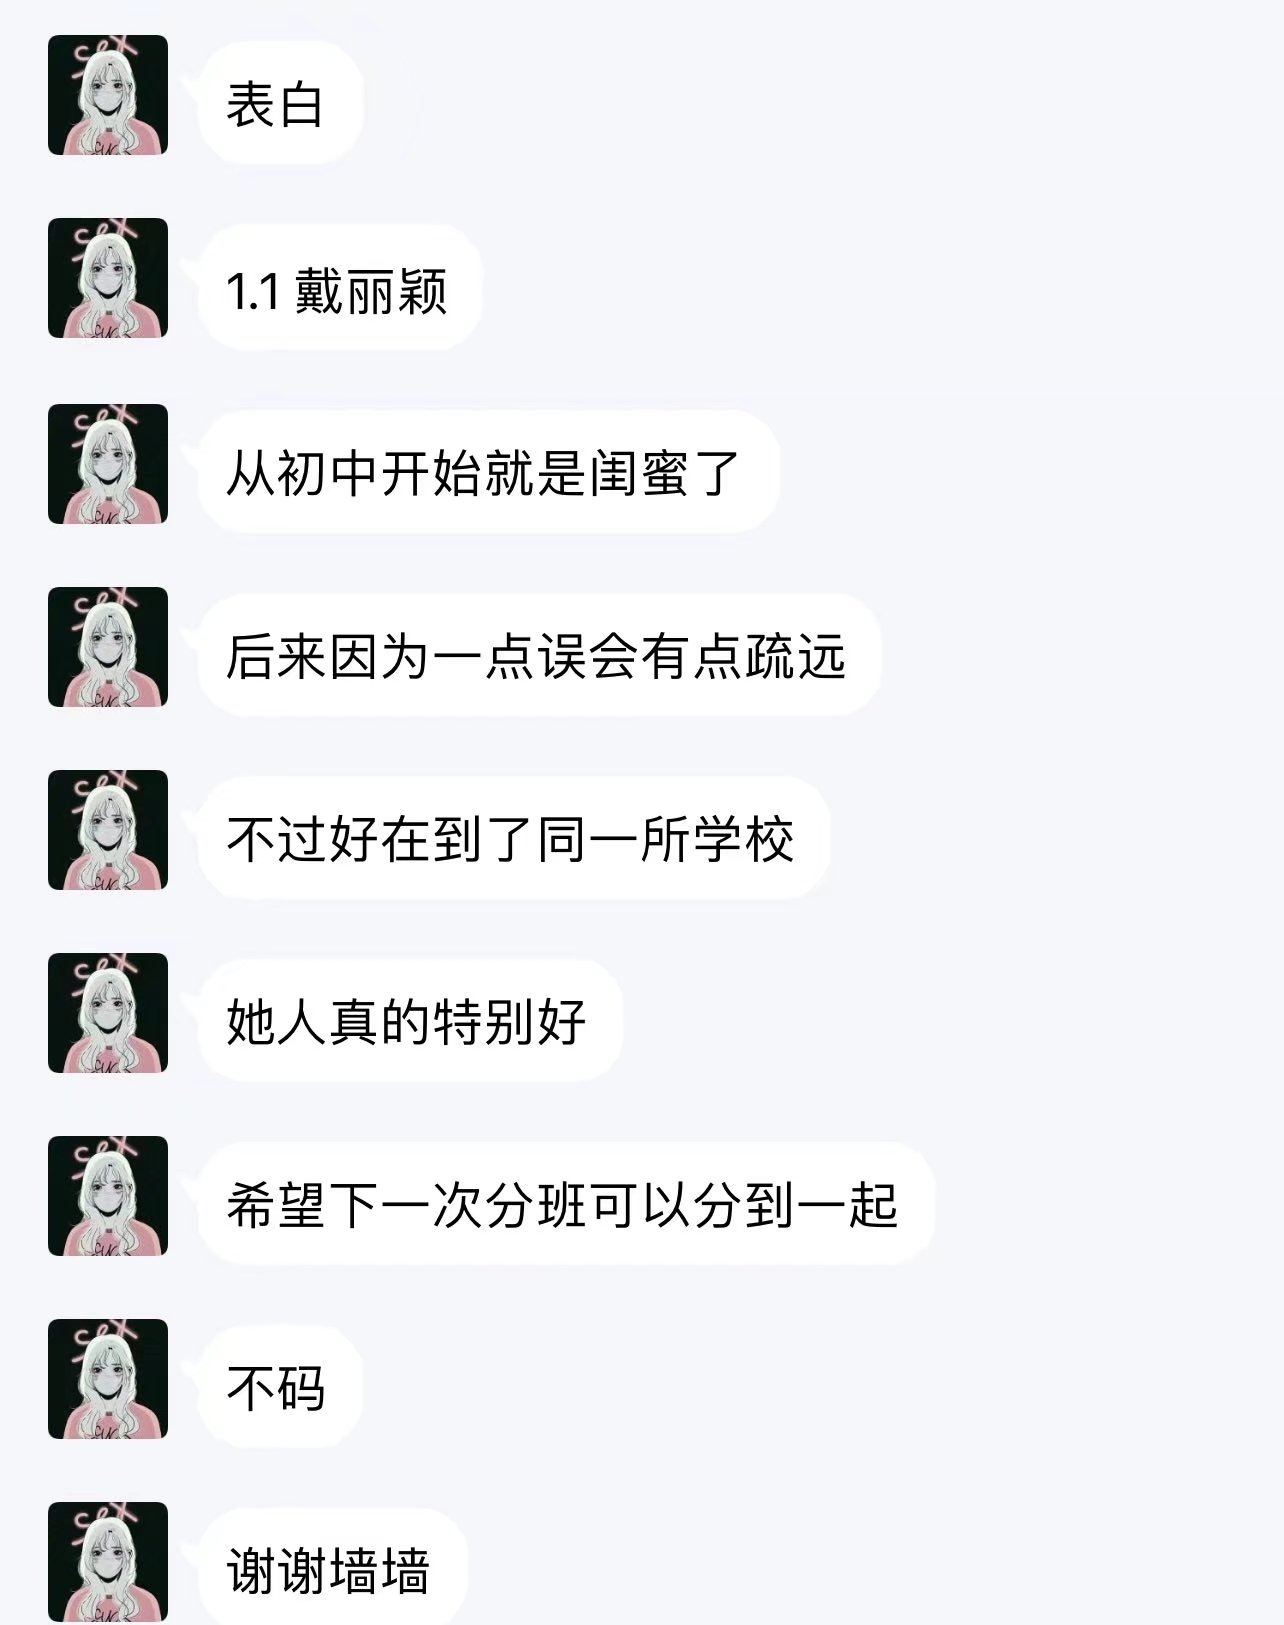 表白
1.1 戴丽颖
从初中开始就是闺蜜了
后来因为一点误会有点疏远
不过好在到了同一所学校
她人真的特别好
希望下一次分班可以分到一起
不码
谢谢墙墙